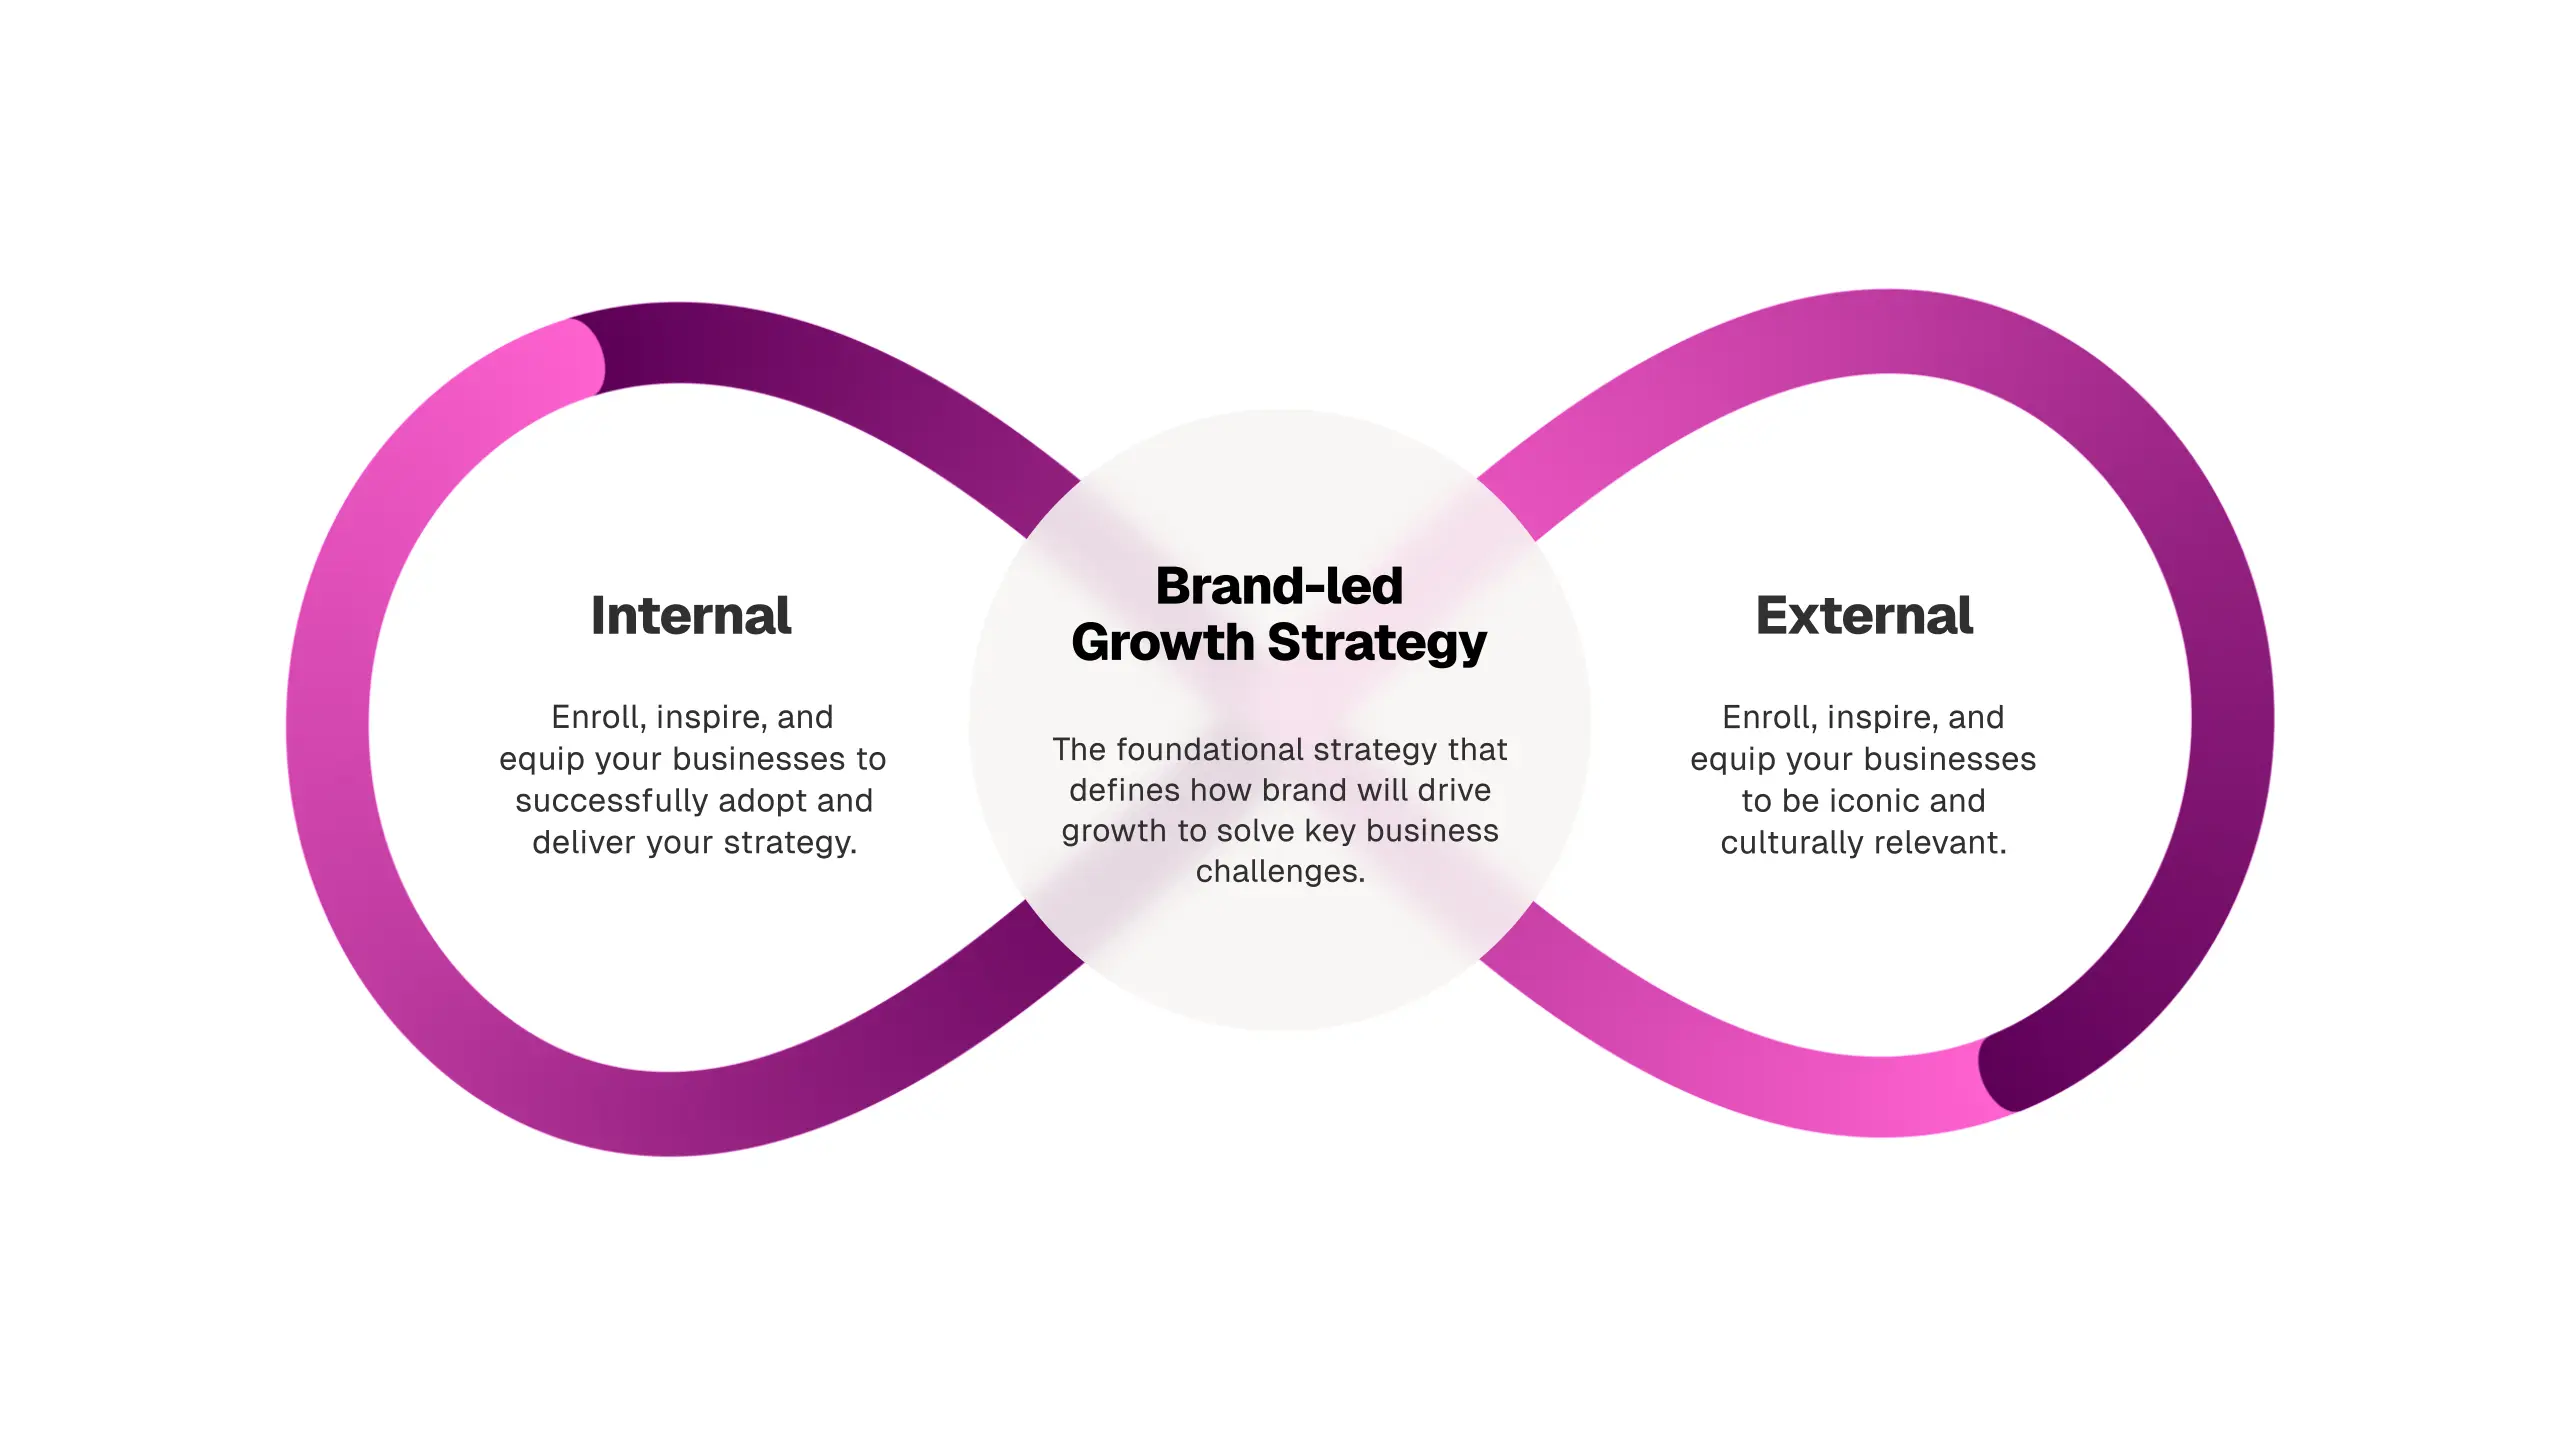 Internal
Enroll, inspire, and
equip your businesses to
successfully adopt and
deliver your strategy.
Brand-led
Growth Strategy
The foundational strategy that
defines how brand will drive
growth to solve key business
challenges.
External
Enroll, inspire, and
equip your businesses
to be iconic and
culturally relevant.